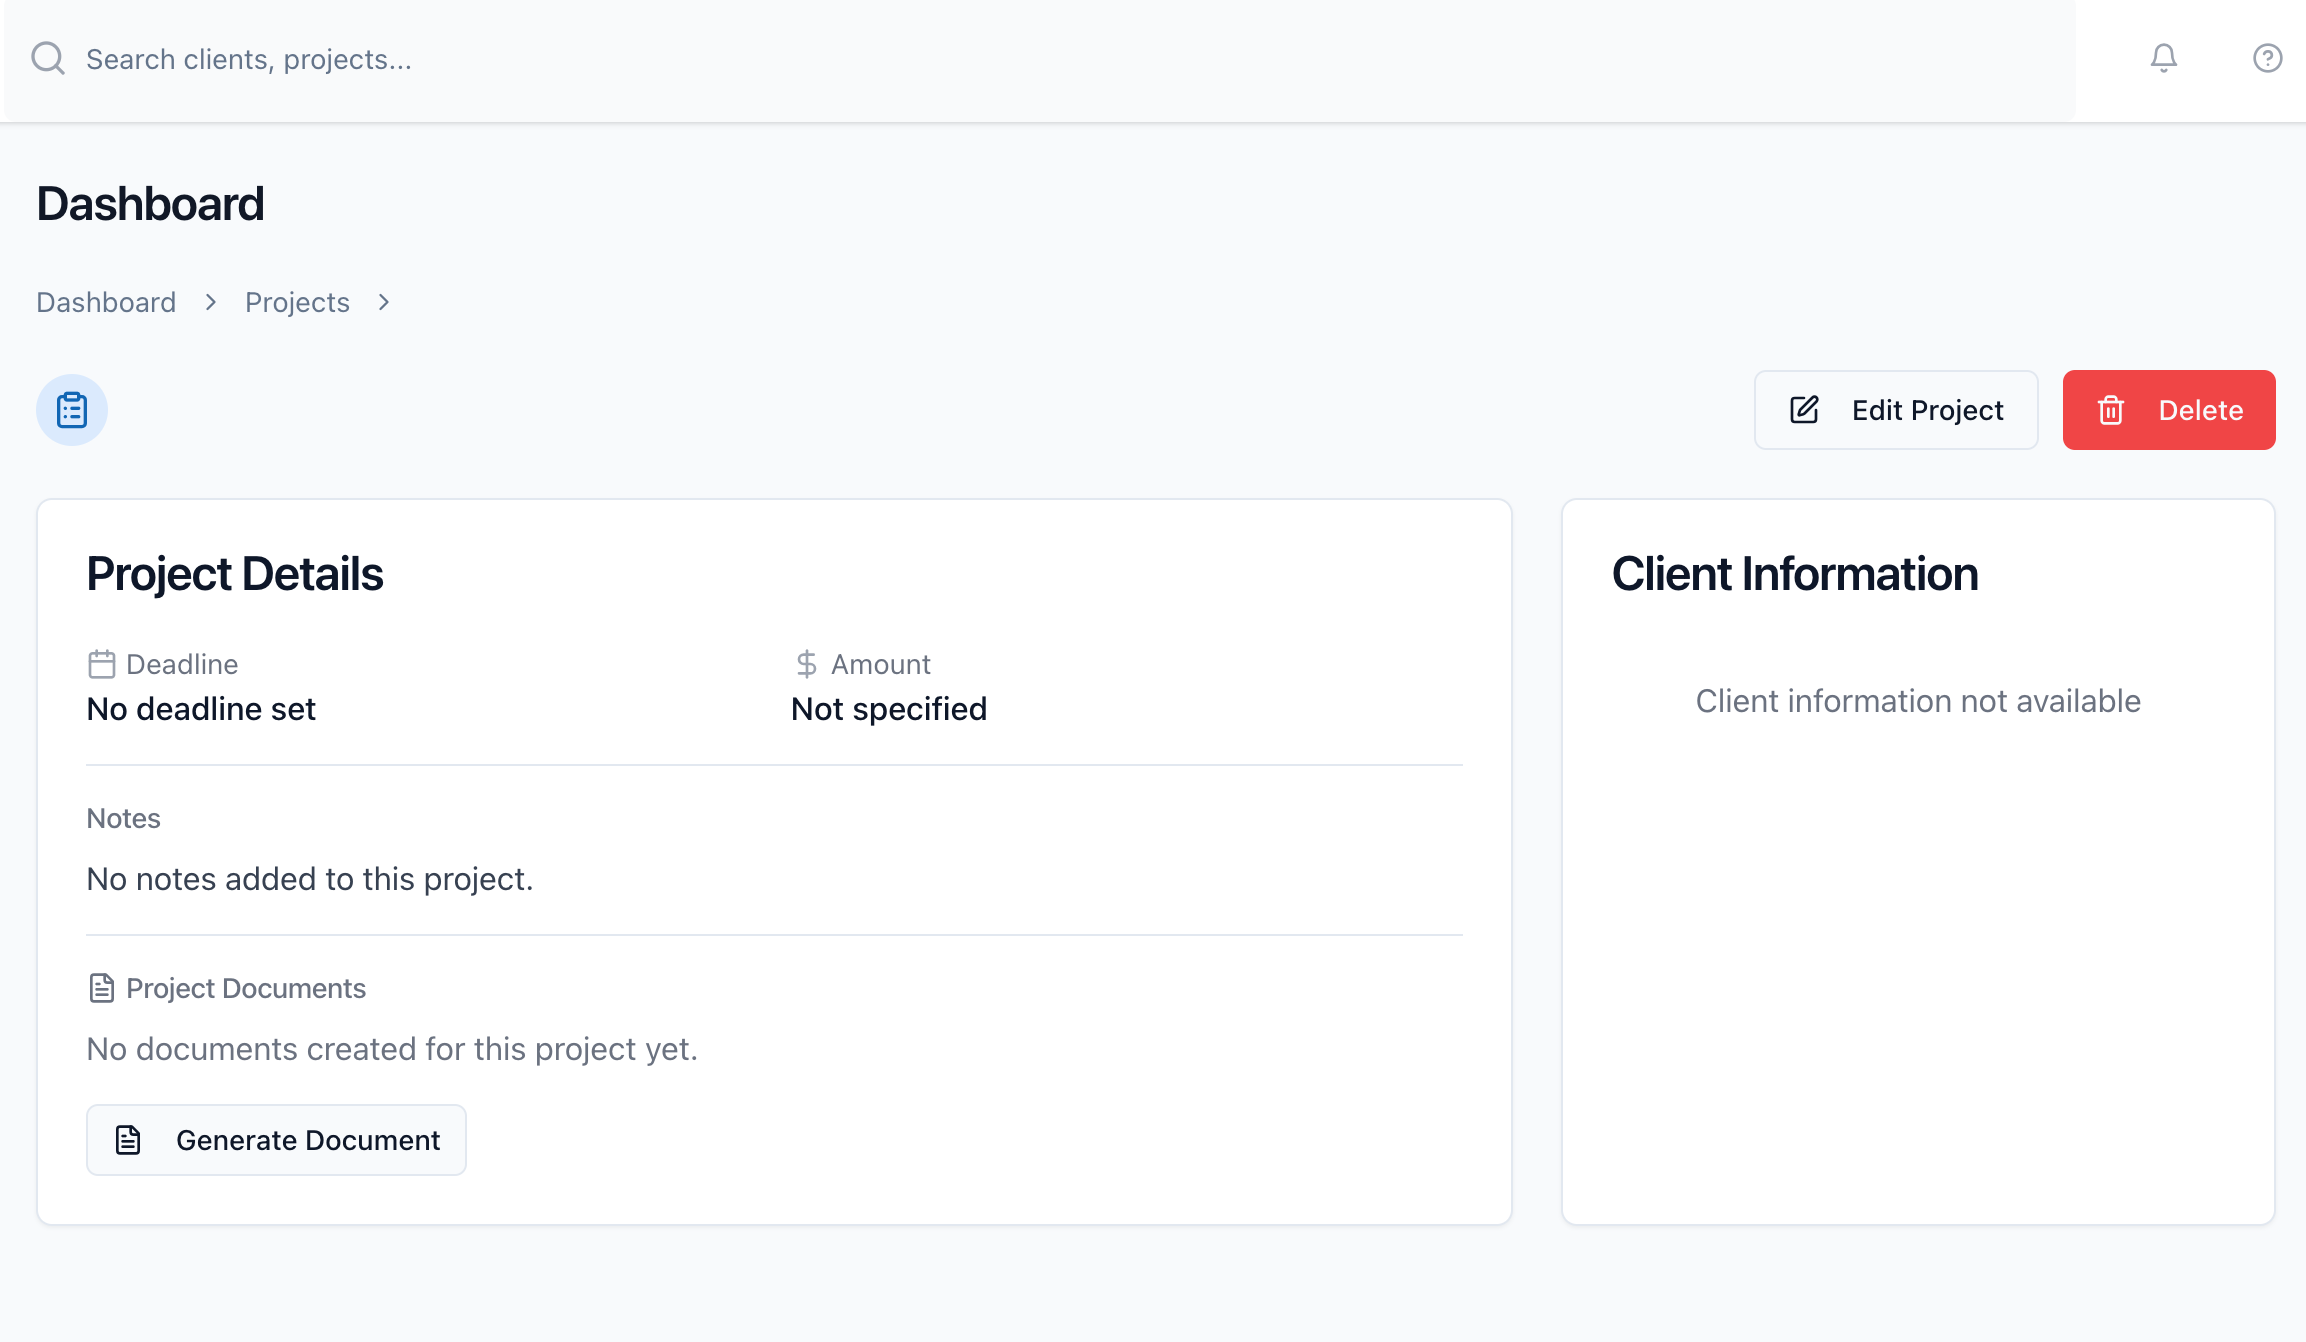 Search clients, projects...
Dashboard
Dashboard > Projects >
Edit Project
Delete
Project Details
Deadline
No deadline set
Amount
Not specified
Notes
No notes added to this project.
Project Documents
No documents created for this project yet.
Generate Document
Client Information
Client information not available